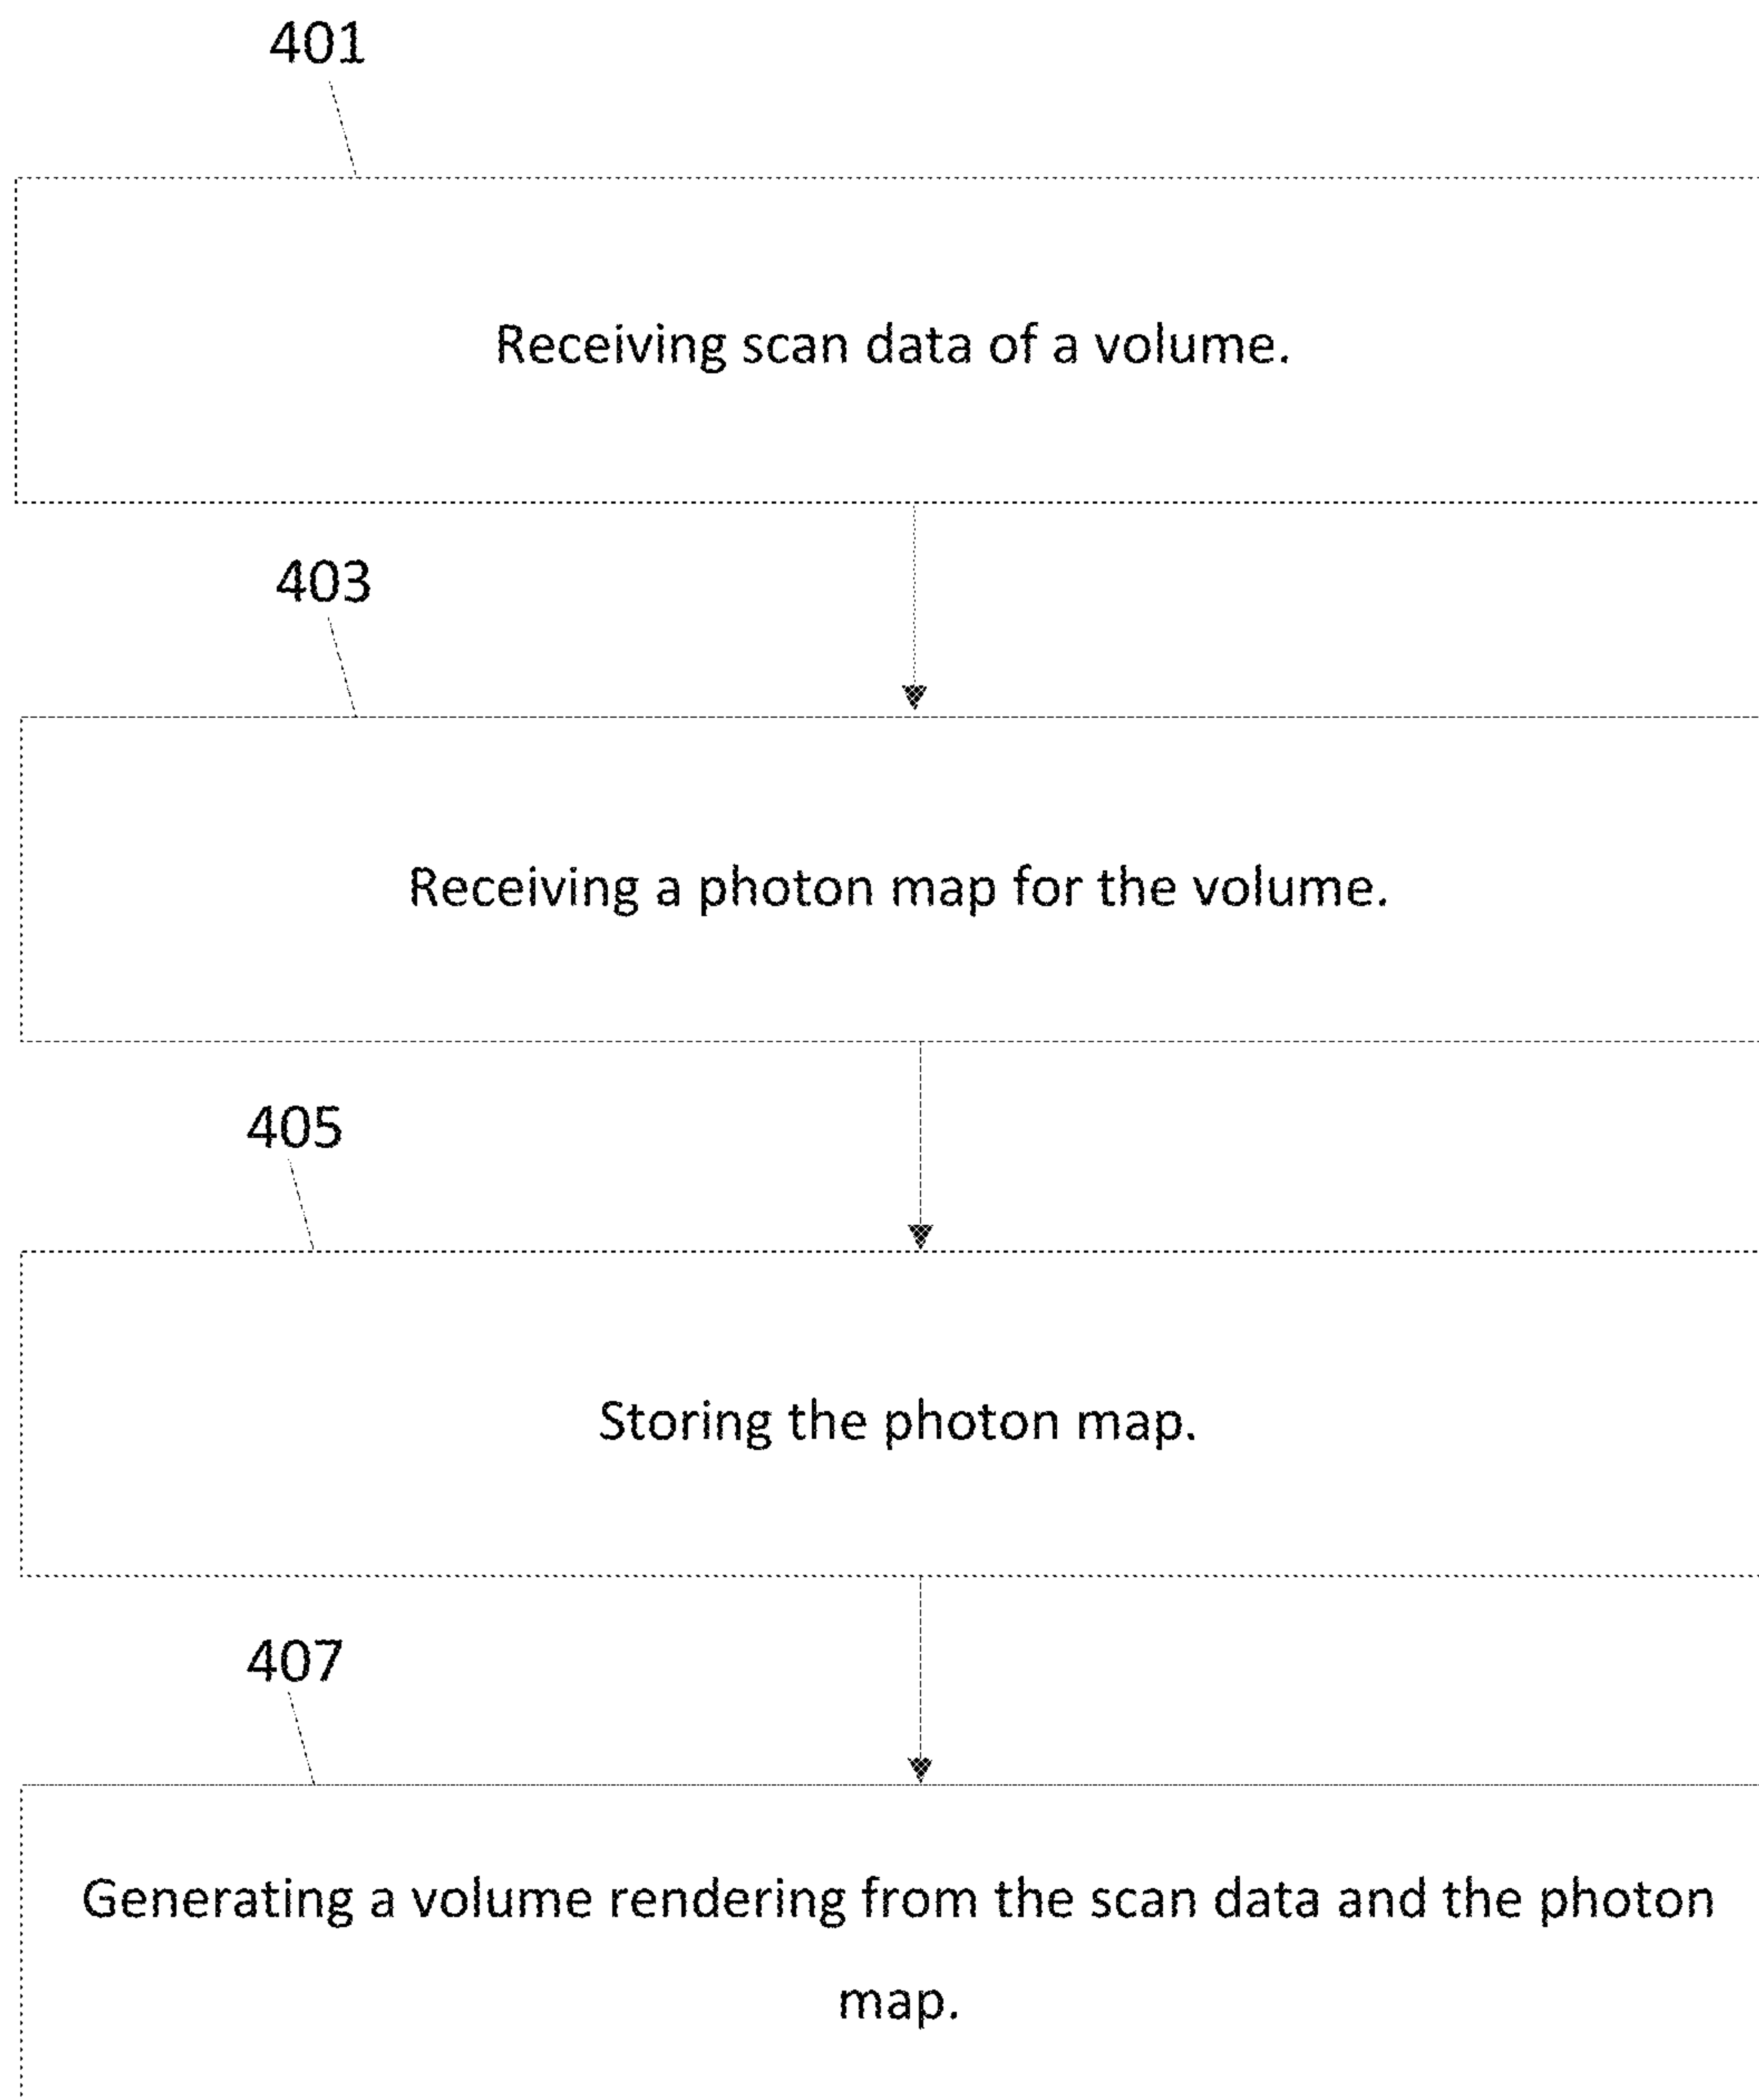 401
Receiving scan data of a volume.
403
Receiving a photon map for the volume.
405
Storing the photon map.
407
Generating a volume rendering from the scan data and the photon
map.